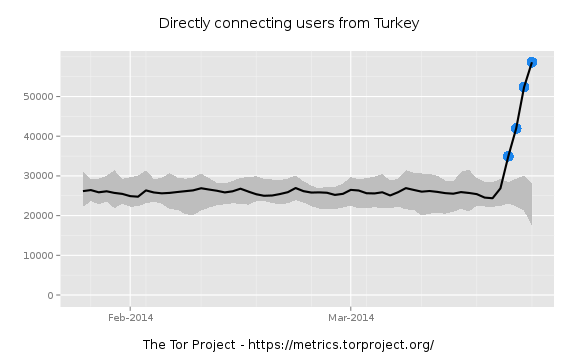 Directly connecting users from Turkey
50000
40000
30000
20000
10000
0
Feb-2014 Mar-2014
The Tor Project - https://metrics.torproject.org/